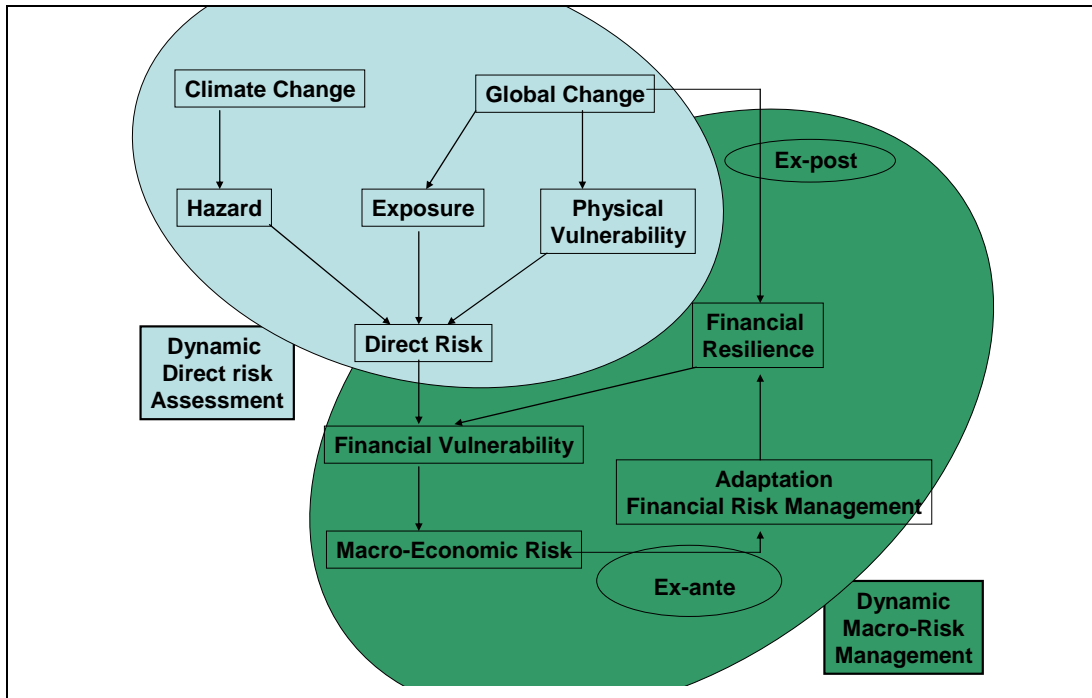 Climate Change
Global Change
Ex-post
Hazard
Exposure
Physical
Vulnerability
Direct Risk
Financial
Resilience
Dynamic
Direct risk
Assessment
Financial Vulnerability
Adaptation
Financial Risk Management
Macro-Economic Risk
Ex-ante
Dynamic
Macro-Risk
Management